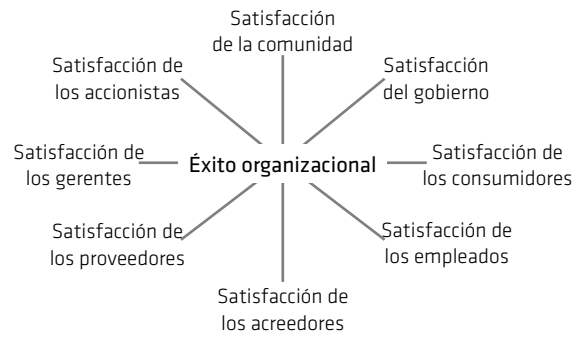 Satisfacción
de la comunidad
Satisfacción de
los accionistas
Satisfacción
del gobierno
Satisfacción de
los gerentes
Éxito organizacional
Satisfacción de
los consumidores
Satisfacción de
los proveedores
Satisfacción de
los empleados
Satisfacción de
los acreedores